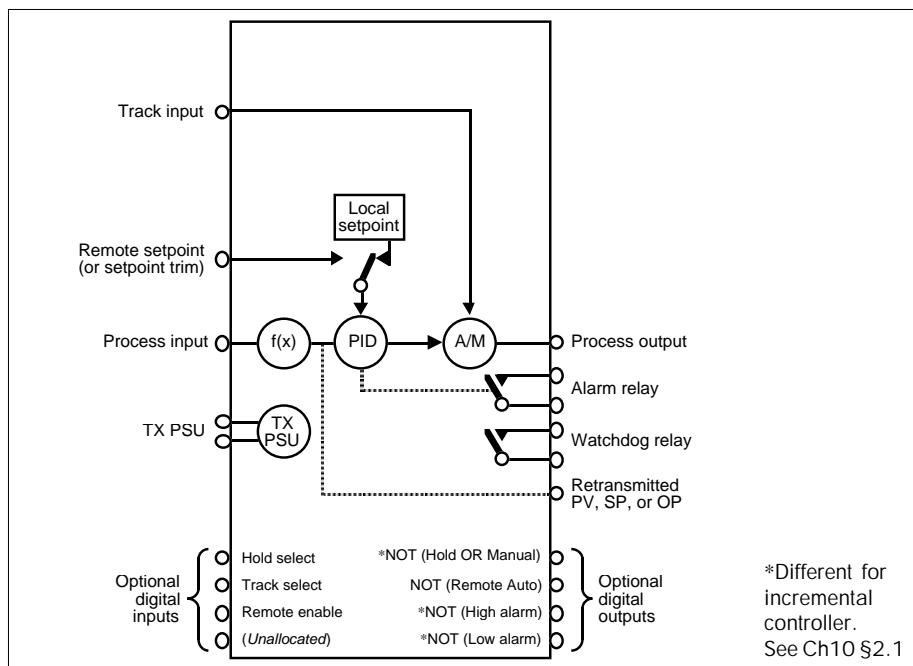 Track input
Local
setpoint
Remote setpoint
(or setpoint trim)
Process input
f(x)
PID
A/M
Process output
Alarm relay
TX PSU
TX
PSU
Watchdog relay
Retransmitted
PV, SP, or OP
Optional
digital
inputs
Hold select
Track select
Remote enable
(Unallocated)
*NOT (Hold OR Manual)
NOT (Remote Auto)
*NOT (High alarm)
*NOT (Low alarm)
Optional
digital
outputs
*Different for
incremental
controller.
See Ch10 §2.1